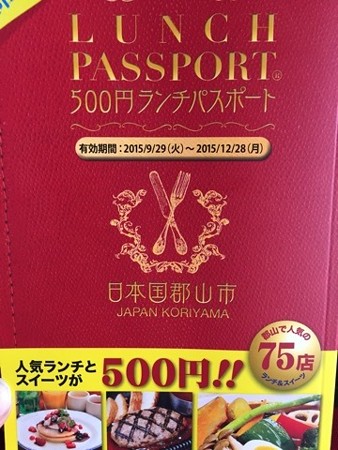 LUNCH
PASSPORT®
500円ランチパスポート
有効期間:2015/9/29(火)~2015/12/28(月)
日本国郡山市
JAPAN KORIYAMA
人気ランチと
スイーツが
500円!!
郡山で人気の
75店
ランチ&スイーツ